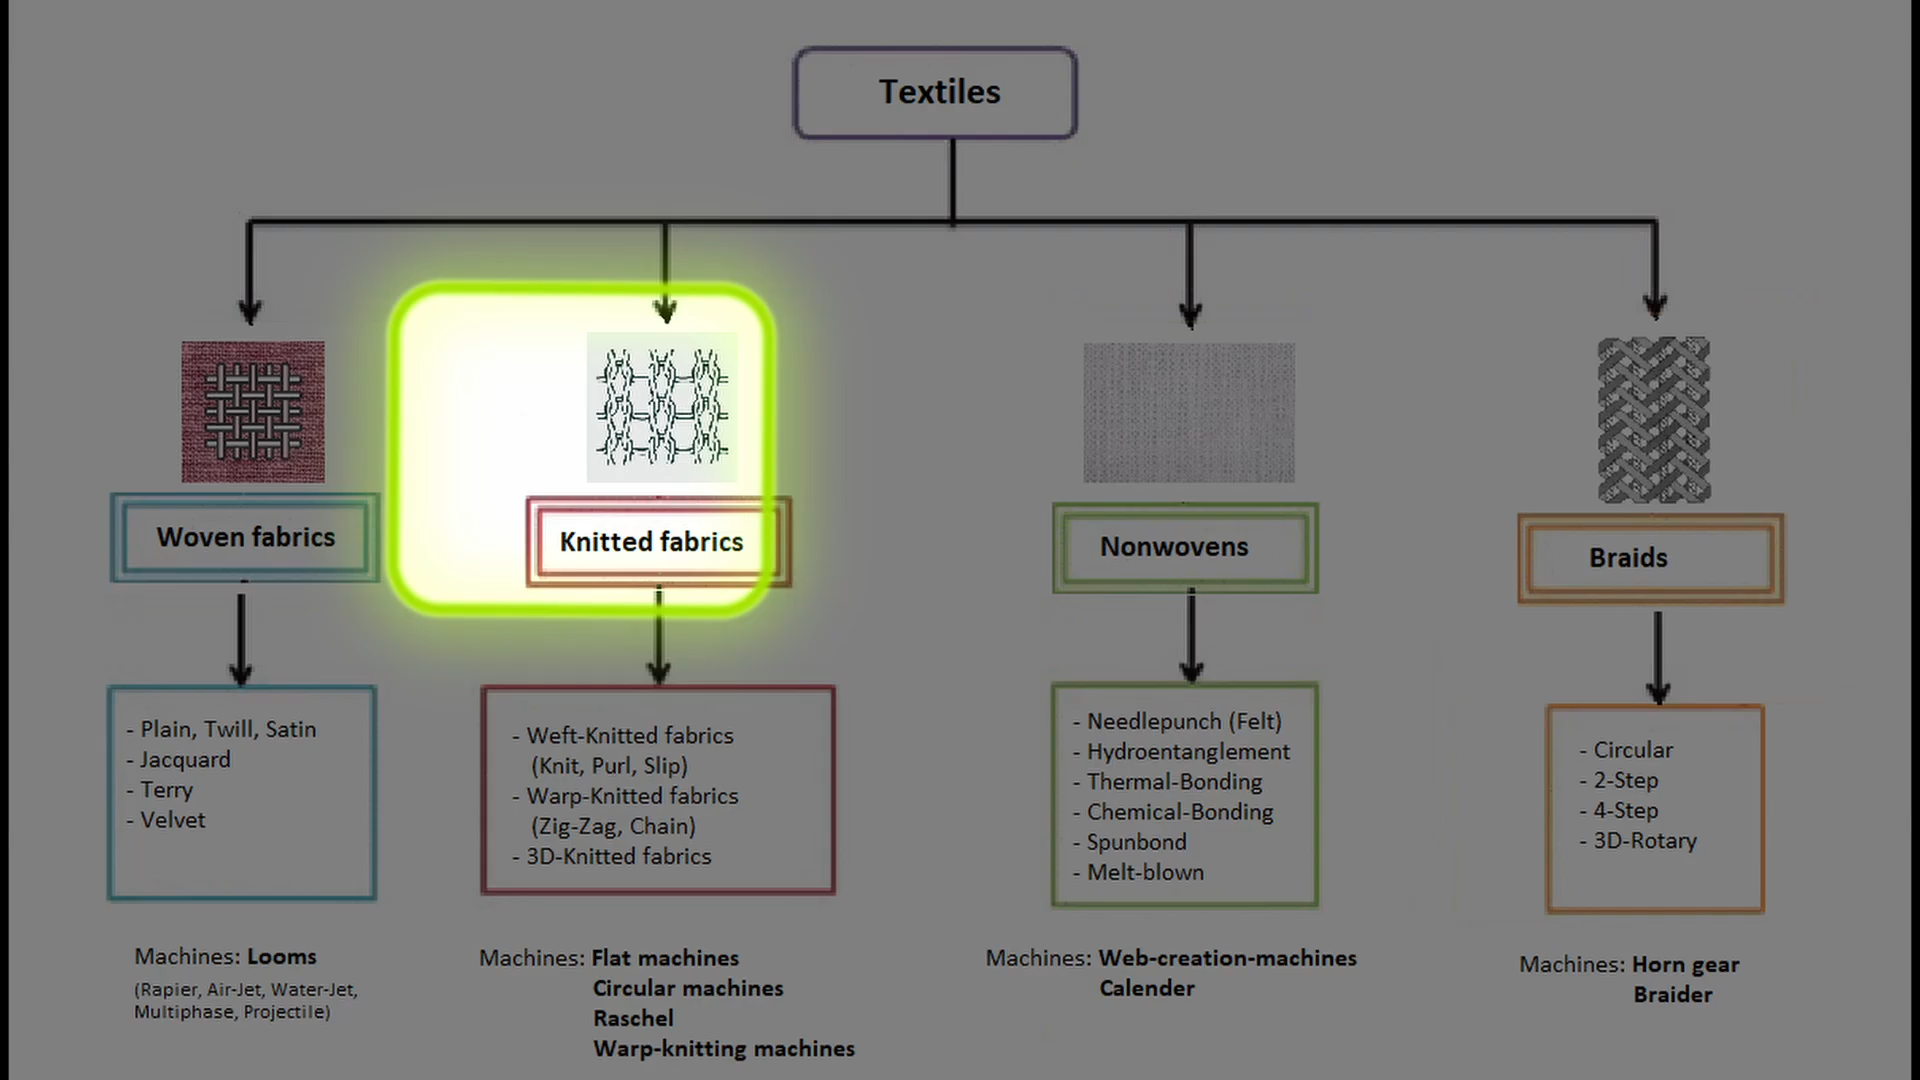 Textiles
Woven fabrics
Knitted fabrics
Nonwovens
Braids
- Plain, Twill, Satin
- Jacquard
- Terry
- Velvet
- Weft-Knitted fabrics
(Knit, Purl, Slip)
- Warp-Knitted fabrics
(Zig-Zag, Chain)
- 3D-Knitted fabrics
- Needlepunch (Felt)
- Hydroentanglement
- Thermal-Bonding
- Chemical-Bonding
- Spunbond
- Melt-blown
- Circular
- 2-Step
- 4-Step
- 3D-Rotary
Machines: Looms
(Rapier, Air-Jet, Water-Jet,
Multiphase, Projectile)
Machines: Flat machines
Circular machines
Raschel
Warp-knitting machines
Machines: Web-creation-machines
Calender
Machines: Horn gear
Braider